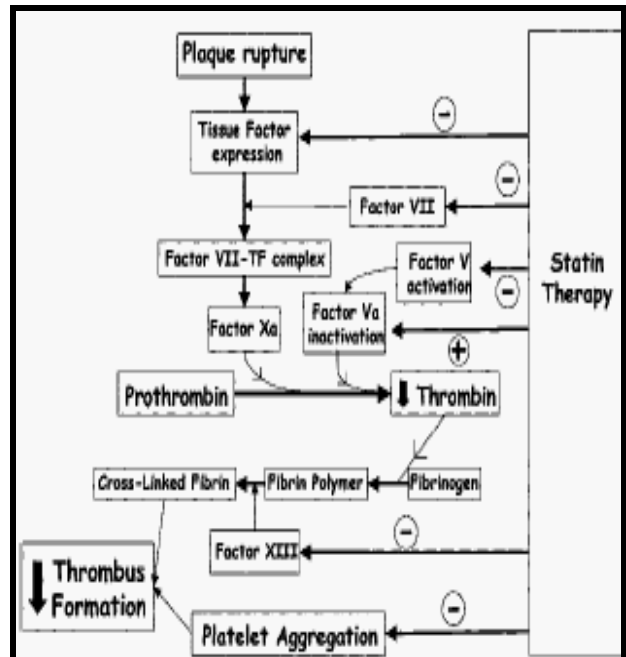 Plaque rupture
Tissue Factor
expression
−
Factor VII
−
Factor VII-TF complex
Factor V
activation
−
Statin
Therapy
Factor Xa
Factor Va
inactivation
+
Prothrombin
Thrombin
Cross-Linked Fibrin
Fibrin Polymer
Fibrinogen
Factor XIII
−
Thrombus
Formation
Platelet Aggregation
−